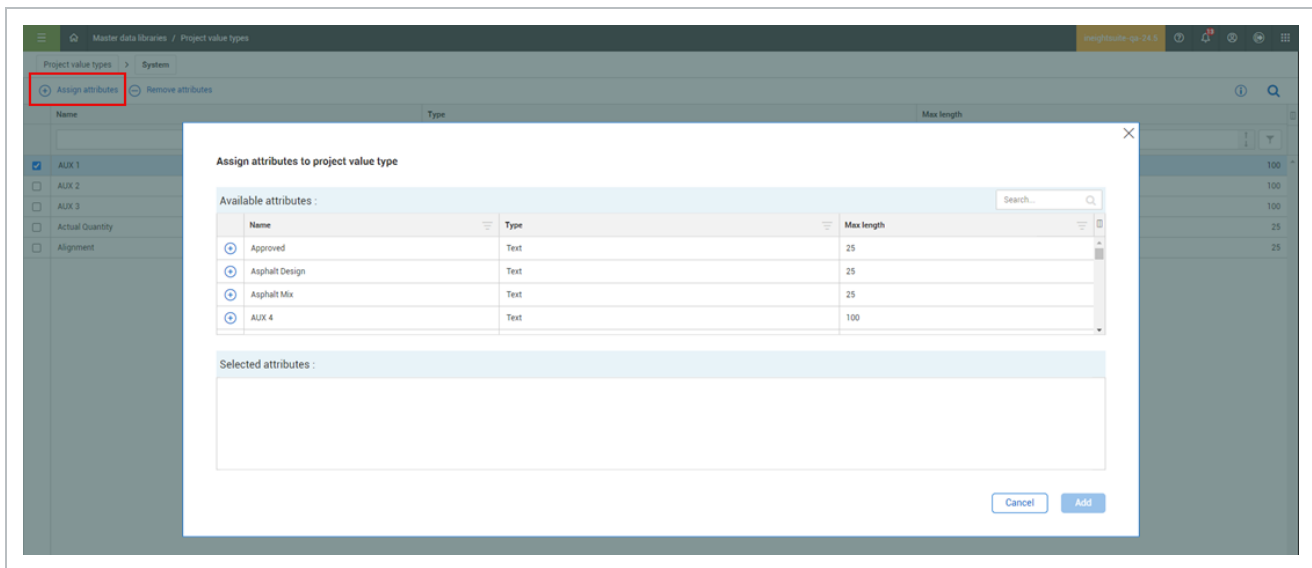 Master data libraries / Project value types
18
Project value types > System
Assign attributes Remove attributes
Name Type Max length
AUX 1 100
AUX 2 100
AUX 3 100
Actual Quantity 25
Alignment 25
Assign attributes to project value type
Available attributes : Search...
Name Type Max length
Approved Text 25
Asphalt Design Text 25
Asphalt Mix Text 25
AUX 4 Text 100
Selected attributes :
Cancel Add